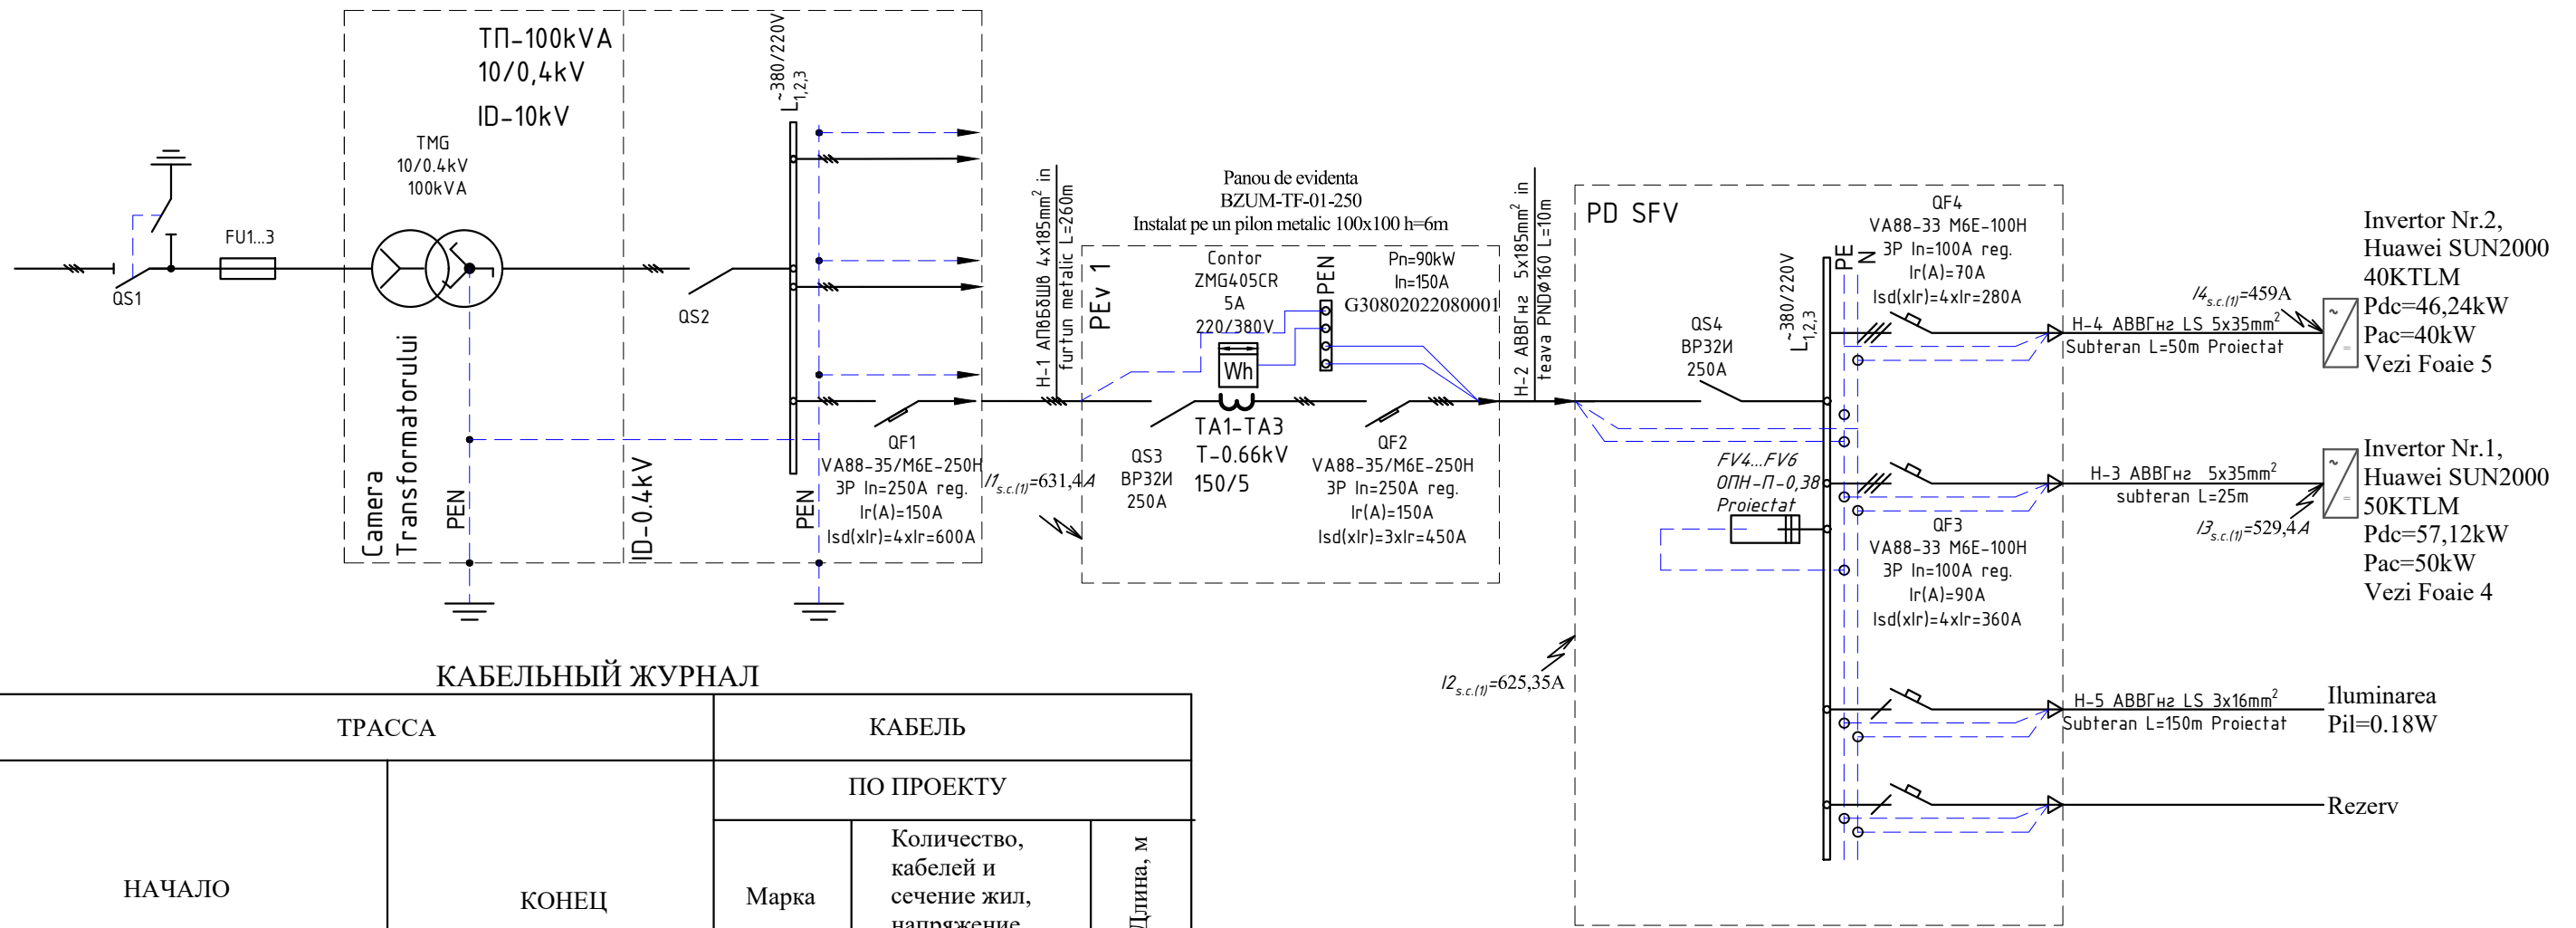 ТП-100kVA
10/0,4kV
ID-10kV
TMG
10/0.4kV
100kVA
QS1
FU1...3
Camera
Transformatorului
PEN
ID-0.4kV
QS2
~380/220V
L1,2,3
PEN
QF1
VA88-35/M6E-250H
3P In=250A reg.
Ir(A)=150A
Isd(xIr)=4xIr=600A
I1s.c.(1)=631,4A
H-1 АПВБбШв 4x185mm² in
furtun metalic L=260m
Panou de evidenta
BZUM-TF-01-250
Instalat pe un pilon metalic 100x100 h=6m
PEv 1
Contor
ZMG405CR
5A
220/380V
Wh
PEN
Pn=90kW
In=150A
G30802022080001
QS3
ВР32И
250A
TA1-TA3
T-0.66kV
150/5
QF2
VA88-35/M6E-250H
3P In=250A reg.
Ir(A)=150A
Isd(xIr)=3xIr=450A
H-2 АВВГнг 5x185mm² in
teava PNDø160 L=10m
I2s.c.(1)=625,35A
PD SFV
QS4
ВР32И
250A
FV4...FV6
ОПН-П-0,38
Proiectat
~380/220V
L1,2,3
PE
N
QF4
VA88-33 M6E-100H
3P In=100A reg.
Ir(A)=70A
Isd(xIr)=4xIr=280A
QF3
VA88-33 M6E-100H
3P In=100A reg.
Ir(A)=90A
Isd(xIr)=4xIr=360A
I4s.c.(1)=459A
H-4 АВВГнг LS 5x35mm²
Subteran L=50m Proiectat
~
=
Invertor Nr.2,
Huawei SUN2000
40KTLM
Pdc=46,24kW
Pac=40kW
Vezi Foaie 5
H-3 АВВГнг 5x35mm²
subteran L=25m
I3s.c.(1)=529,4A
~
=
Invertor Nr.1,
Huawei SUN2000
50KTLM
Pdc=57,12kW
Pac=50kW
Vezi Foaie 4
H-5 АВВГнг LS 3x16mm²
Subteran L=150m Proiectat
Iluminarea
Pil=0.18W
Rezerv
КАБЕЛЬНЫЙ ЖУРНАЛ
ТРАССА
КАБЕЛЬ
ПО ПРОЕКТУ
НАЧАЛО
КОНЕЦ
Марка
Количество,
кабелей и
сечение жил,
напряжение
Длина, м